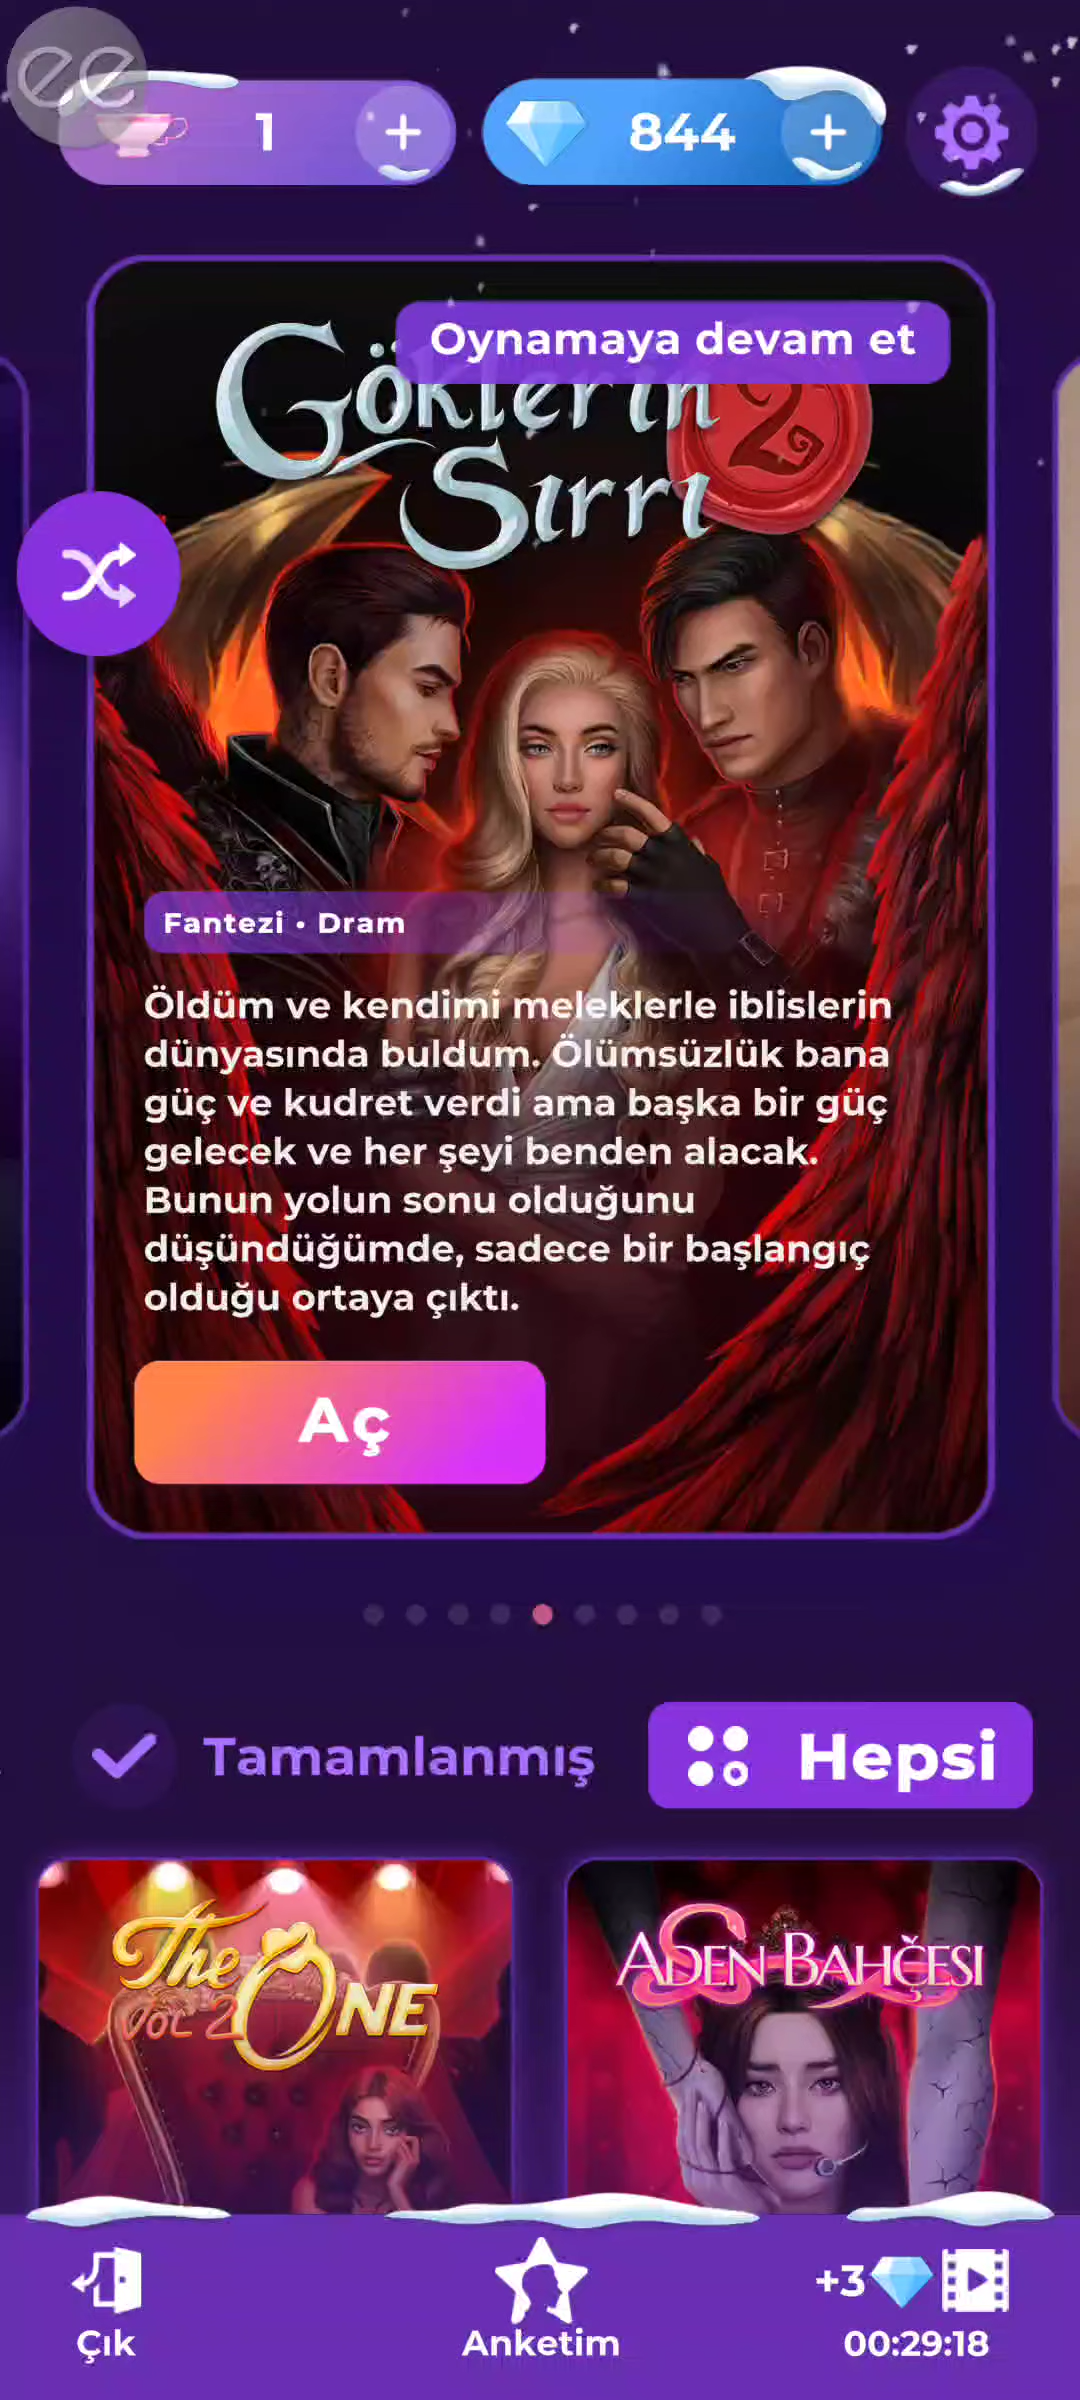 ee
1
844
Oynamaya devam et
Göklerin 2
Sırrı
Fantezi • Dram
Öldüm ve kendimi meleklerle iblislerin
dünyasında buldum. Ölümsüzlük bana
güç ve kudret verdi ama başka bir güç
gelecek ve her şeyi benden alacak.
Bunun yolun sonu olduğunu
düşündüğümde, sadece bir başlangıç
olduğu ortaya çıktı.
Aç
Tamamlanmış
Hepsi
The
Vol 2 ONE
ADEN BAHÇESI
+3
Çık
Anketim
00:29:18